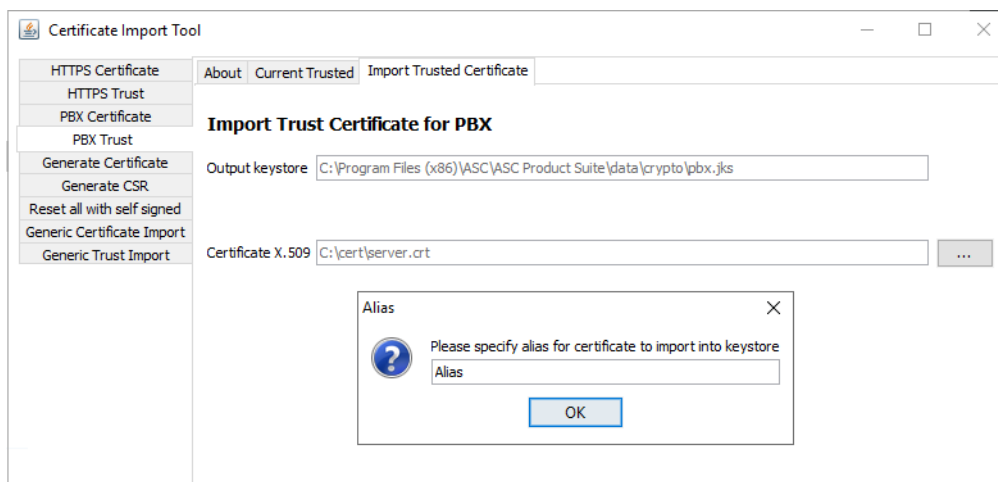 Certificate Import Tool
HTTPS Certificate
HTTPS Trust
PBX Certificate
PBX Trust
Generate Certificate
Generate CSR
Reset all with self signed
Generic Certificate Import
Generic Trust Import
About Current Trusted Import Trusted Certificate
Import Trust Certificate for PBX
Output keystore C:\Program Files (x86)\ASC\ASC Product Suite\data\crypto\pbx.jks
Certificate X.509 C:\cert\server.crt ...
Alias
Please specify alias for certificate to import into keystore
Alias
OK